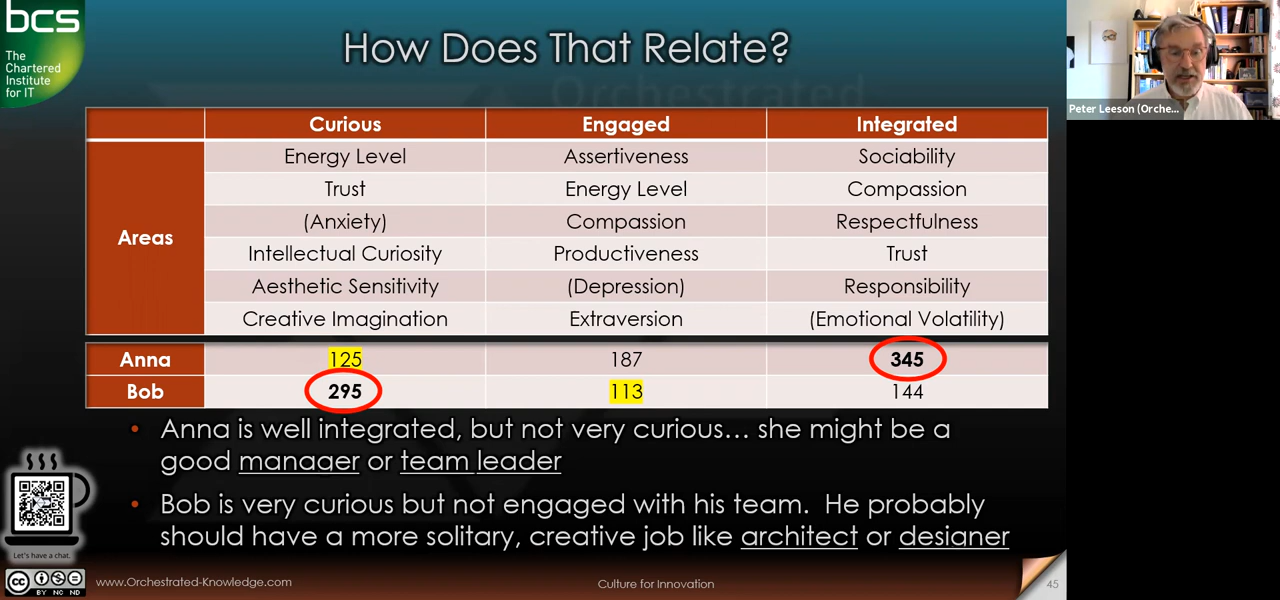 bcs
The
Chartered
Institute
for IT
How Does That Relate?
Peter Leeson (Orche...
Orchestrated
Curious Engaged Integrated
Areas
Energy Level Assertiveness Sociability
Trust Energy Level Compassion
(Anxiety) Compassion Respectfulness
Intellectual Curiosity Productiveness Trust
Aesthetic Sensitivity (Depression) Responsibility
Creative Imagination Extraversion (Emotional Volatility)
Anna 125 187 345
Bob 295 113 144
• Anna is well integrated, but not very curious... she might be a
good manager or team leader
• Bob is very curious but not engaged with his team. He probably
should have a more solitary, creative job like architect or designer
Let's have a chat.
cc BY NC ND
www.Orchestrated-Knowledge.com
Culture for Innovation
45